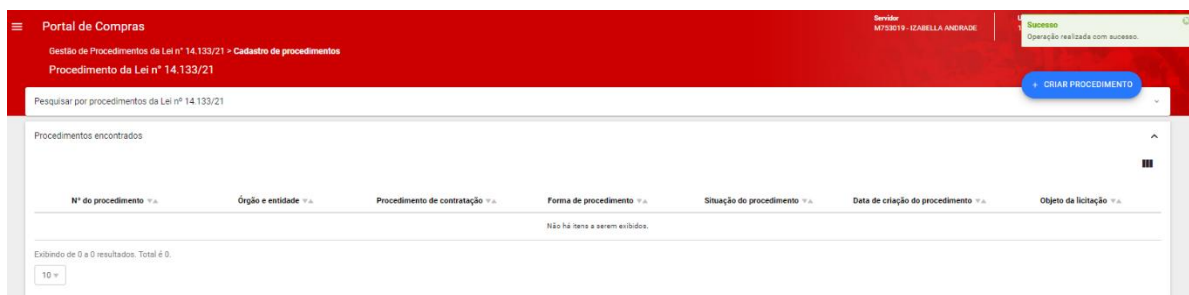 Portal de Compras
Servidor
M753019 - IZABELLA ANDRADE
Sucesso
Operação realizada com sucesso.
Gestão de Procedimentos da Lei nº 14.133/21 > Cadastro de procedimentos
Procedimento da Lei nº 14.133/21
+ CRIAR PROCEDIMENTO
Pesquisar por procedimentos da Lei nº 14.133/21
Procedimentos encontrados
Nº do procedimento Órgão e entidade Procedimento de contratação Forma de procedimento Situação do procedimento Data de criação do procedimento Objeto da licitação
Não há itens a serem exibidos.
Exibindo de 0 a 0 resultados. Total é 0.
10